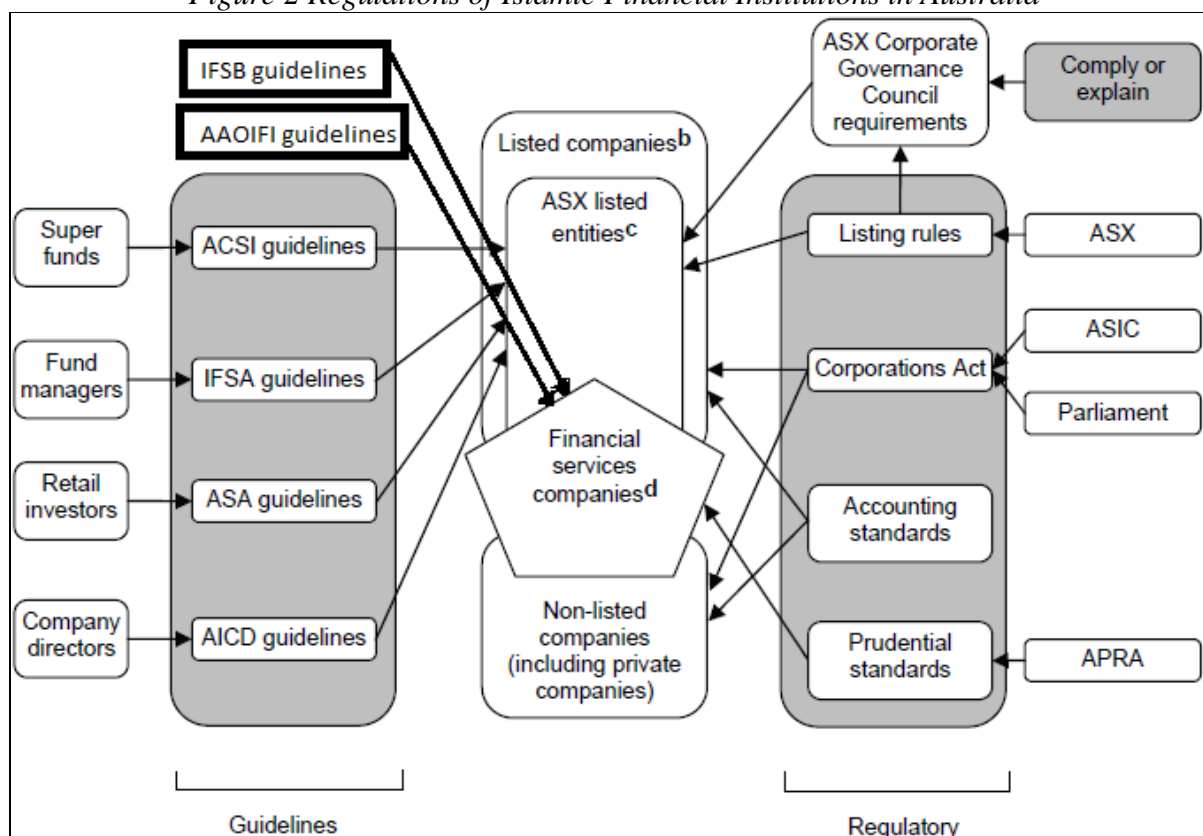 Figure 2 Regulations of Islamic Financial Institutions in Australia
IFSB guidelines
AAOIFI guidelines
ASX Corporate
Governance
Council
requirements
Comply or
explain
Listed companiesb
ASX listed
entitiesc
Super
funds
ACSI guidelines
Listing rules
ASX
Fund
managers
IFSA guidelines
Corporations Act
ASIC
Parliament
Financial
services
companiesd
Retail
investors
ASA guidelines
Accounting
standards
Company
directors
AICD guidelines
Non-listed
companies
(including private
companies)
Prudential
standards
APRA
Guidelines
Regulatory